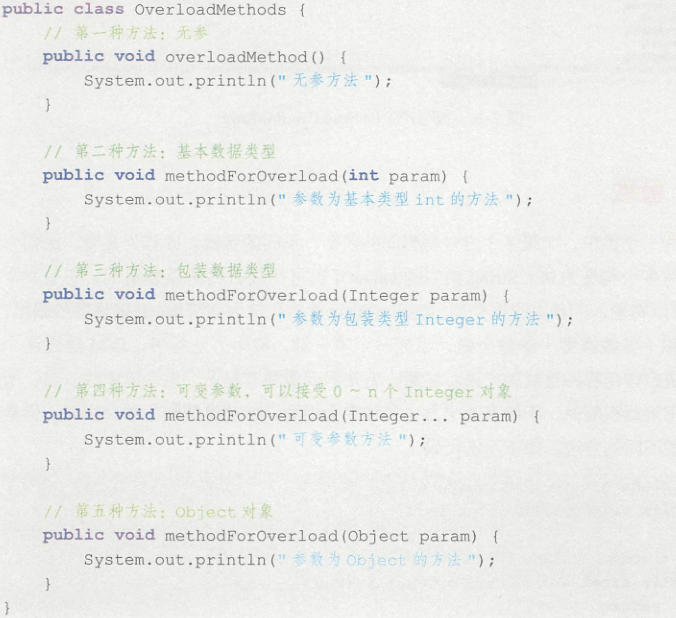 public class OverloadMethods {
// 第一种方法：无参
public void overloadMethod() {
System.out.println("无参方法");
}
// 第二种方法：基本数据类型
public void methodForOverload(int param) {
System.out.println("参数为基本类型 int 的方法");
}
// 第三种方法：包装数据类型
public void methodForOverload(Integer param) {
System.out.println("参数为包装类型 Integer 的方法");
}
// 第四种方法：可变参数，可以接受 0 ~ n 个 Integer 对象
public void methodForOverload(Integer... param) {
System.out.println("可变参数方法");
}
// 第五种方法：Object 对象
public void methodForOverload(Object param) {
System.out.println("参数为 Object 的方法");
}
}